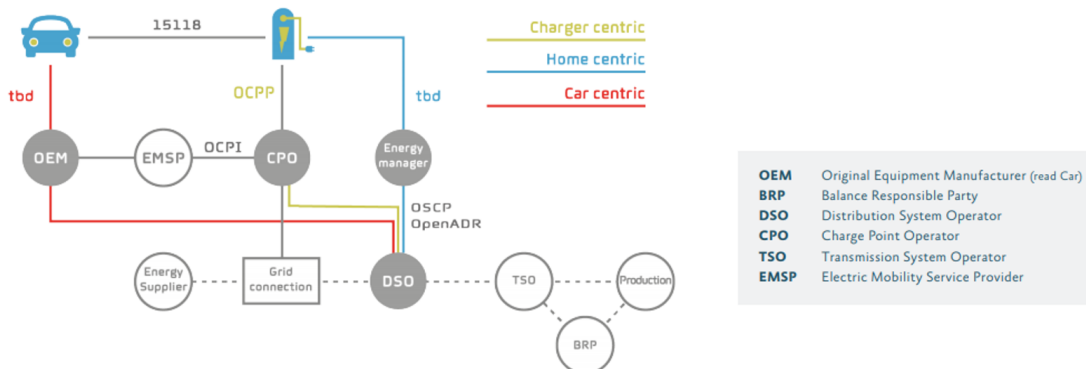 15118
Charger centric
Home centric
Car centric
tbd
OCPP
tbd
OEM
EMSP
OCPI
CPO
Energy
manager
OSCP
OpenADR
Energy
Supplier
Grid
connection
DSO
TSO
Production
BRP
OEM Original Equipment Manufacturer (read Car)
BRP Balance Responsible Party
DSO Distribution System Operator
CPO Charge Point Operator
TSO Transmission System Operator
EMSP Electric Mobility Service Provider